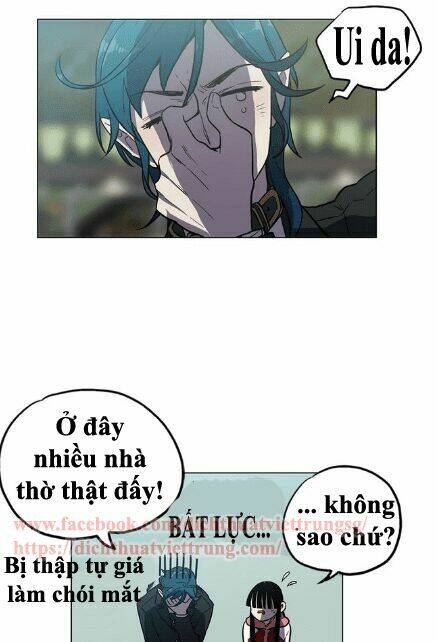 Ui da!
Ở đây
nhiều nhà
thờ thật đấy!
www.facebook.com/dichthuatviettrungsg/
BẤT LỰC...
... không
sao chứ?
https://dichthuatviettrung.com/
Bị thập tự giá
làm chói mắt